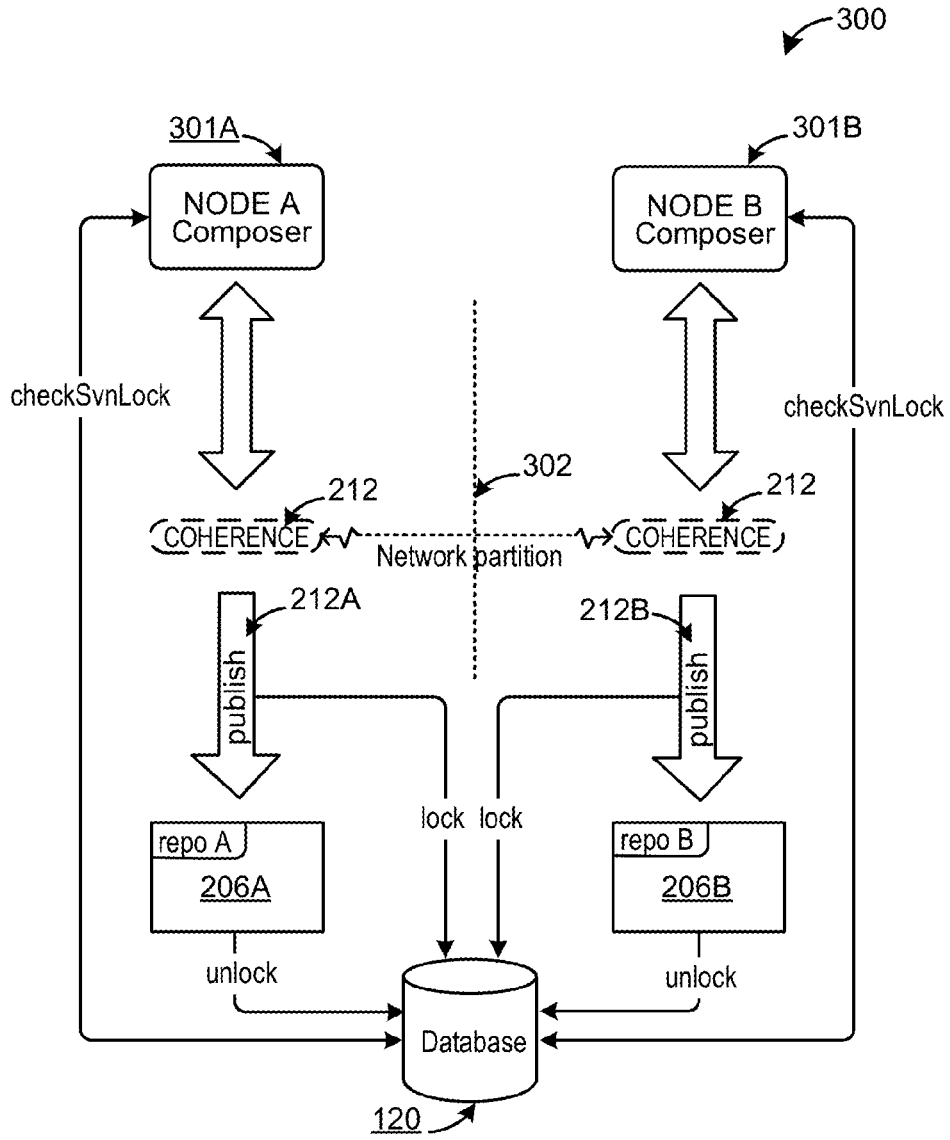 300
301A
301B
NODE A
Composer
NODE B
Composer
checkSvnLock
checkSvnLock
302
212
212
COHERENCE
COHERENCE
Network partition
212A
212B
publish
publish
lock
lock
repo A
206A
repo B
206B
unlock
unlock
Database
120